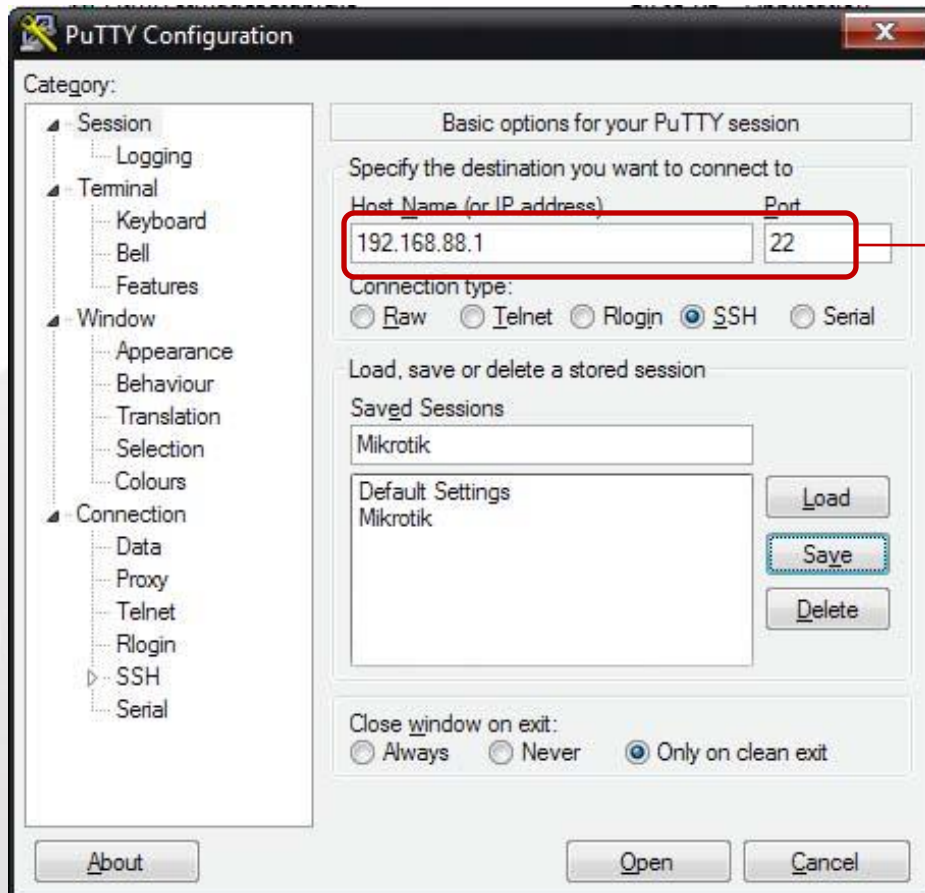 PuTTY Configuration
Category:
Session
Logging
Terminal
Keyboard
Bell
Features
Window
Appearance
Behaviour
Translation
Selection
Colours
Connection
Data
Proxy
Telnet
Rlogin
SSH
Serial
Basic options for your PuTTY session
Specify the destination you want to connect to
Host Name (or IP address) Port
192.168.88.1 22
Connection type:
Raw Telnet Rlogin SSH Serial
Load, save or delete a stored session
Saved Sessions
Mikrotik
Default Settings
Mikrotik
Load
Save
Delete
Close window on exit:
Always Never Only on clean exit
About Open Cancel